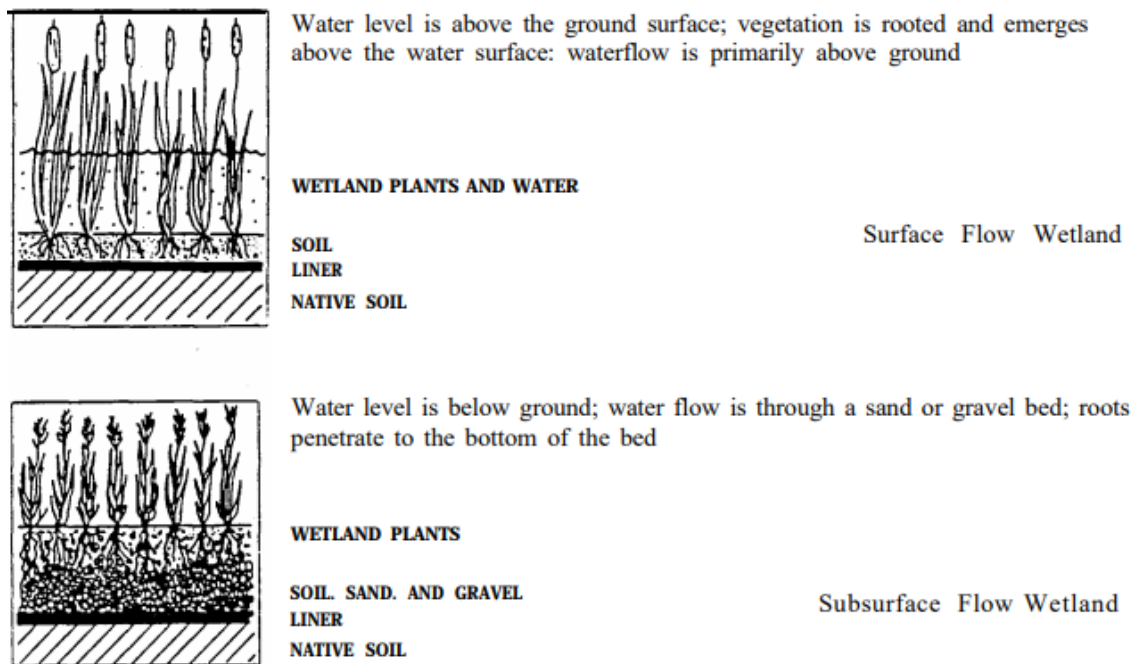 Water level is above the ground surface; vegetation is rooted and emerges
above the water surface: waterflow is primarily above ground
WETLAND PLANTS AND WATER
Surface Flow Wetland
SOIL
LINER
NATIVE SOIL
Water level is below ground; water flow is through a sand or gravel bed; roots
penetrate to the bottom of the bed
WETLAND PLANTS
SOIL. SAND. AND GRAVEL
Subsurface Flow Wetland
LINER
NATIVE SOIL